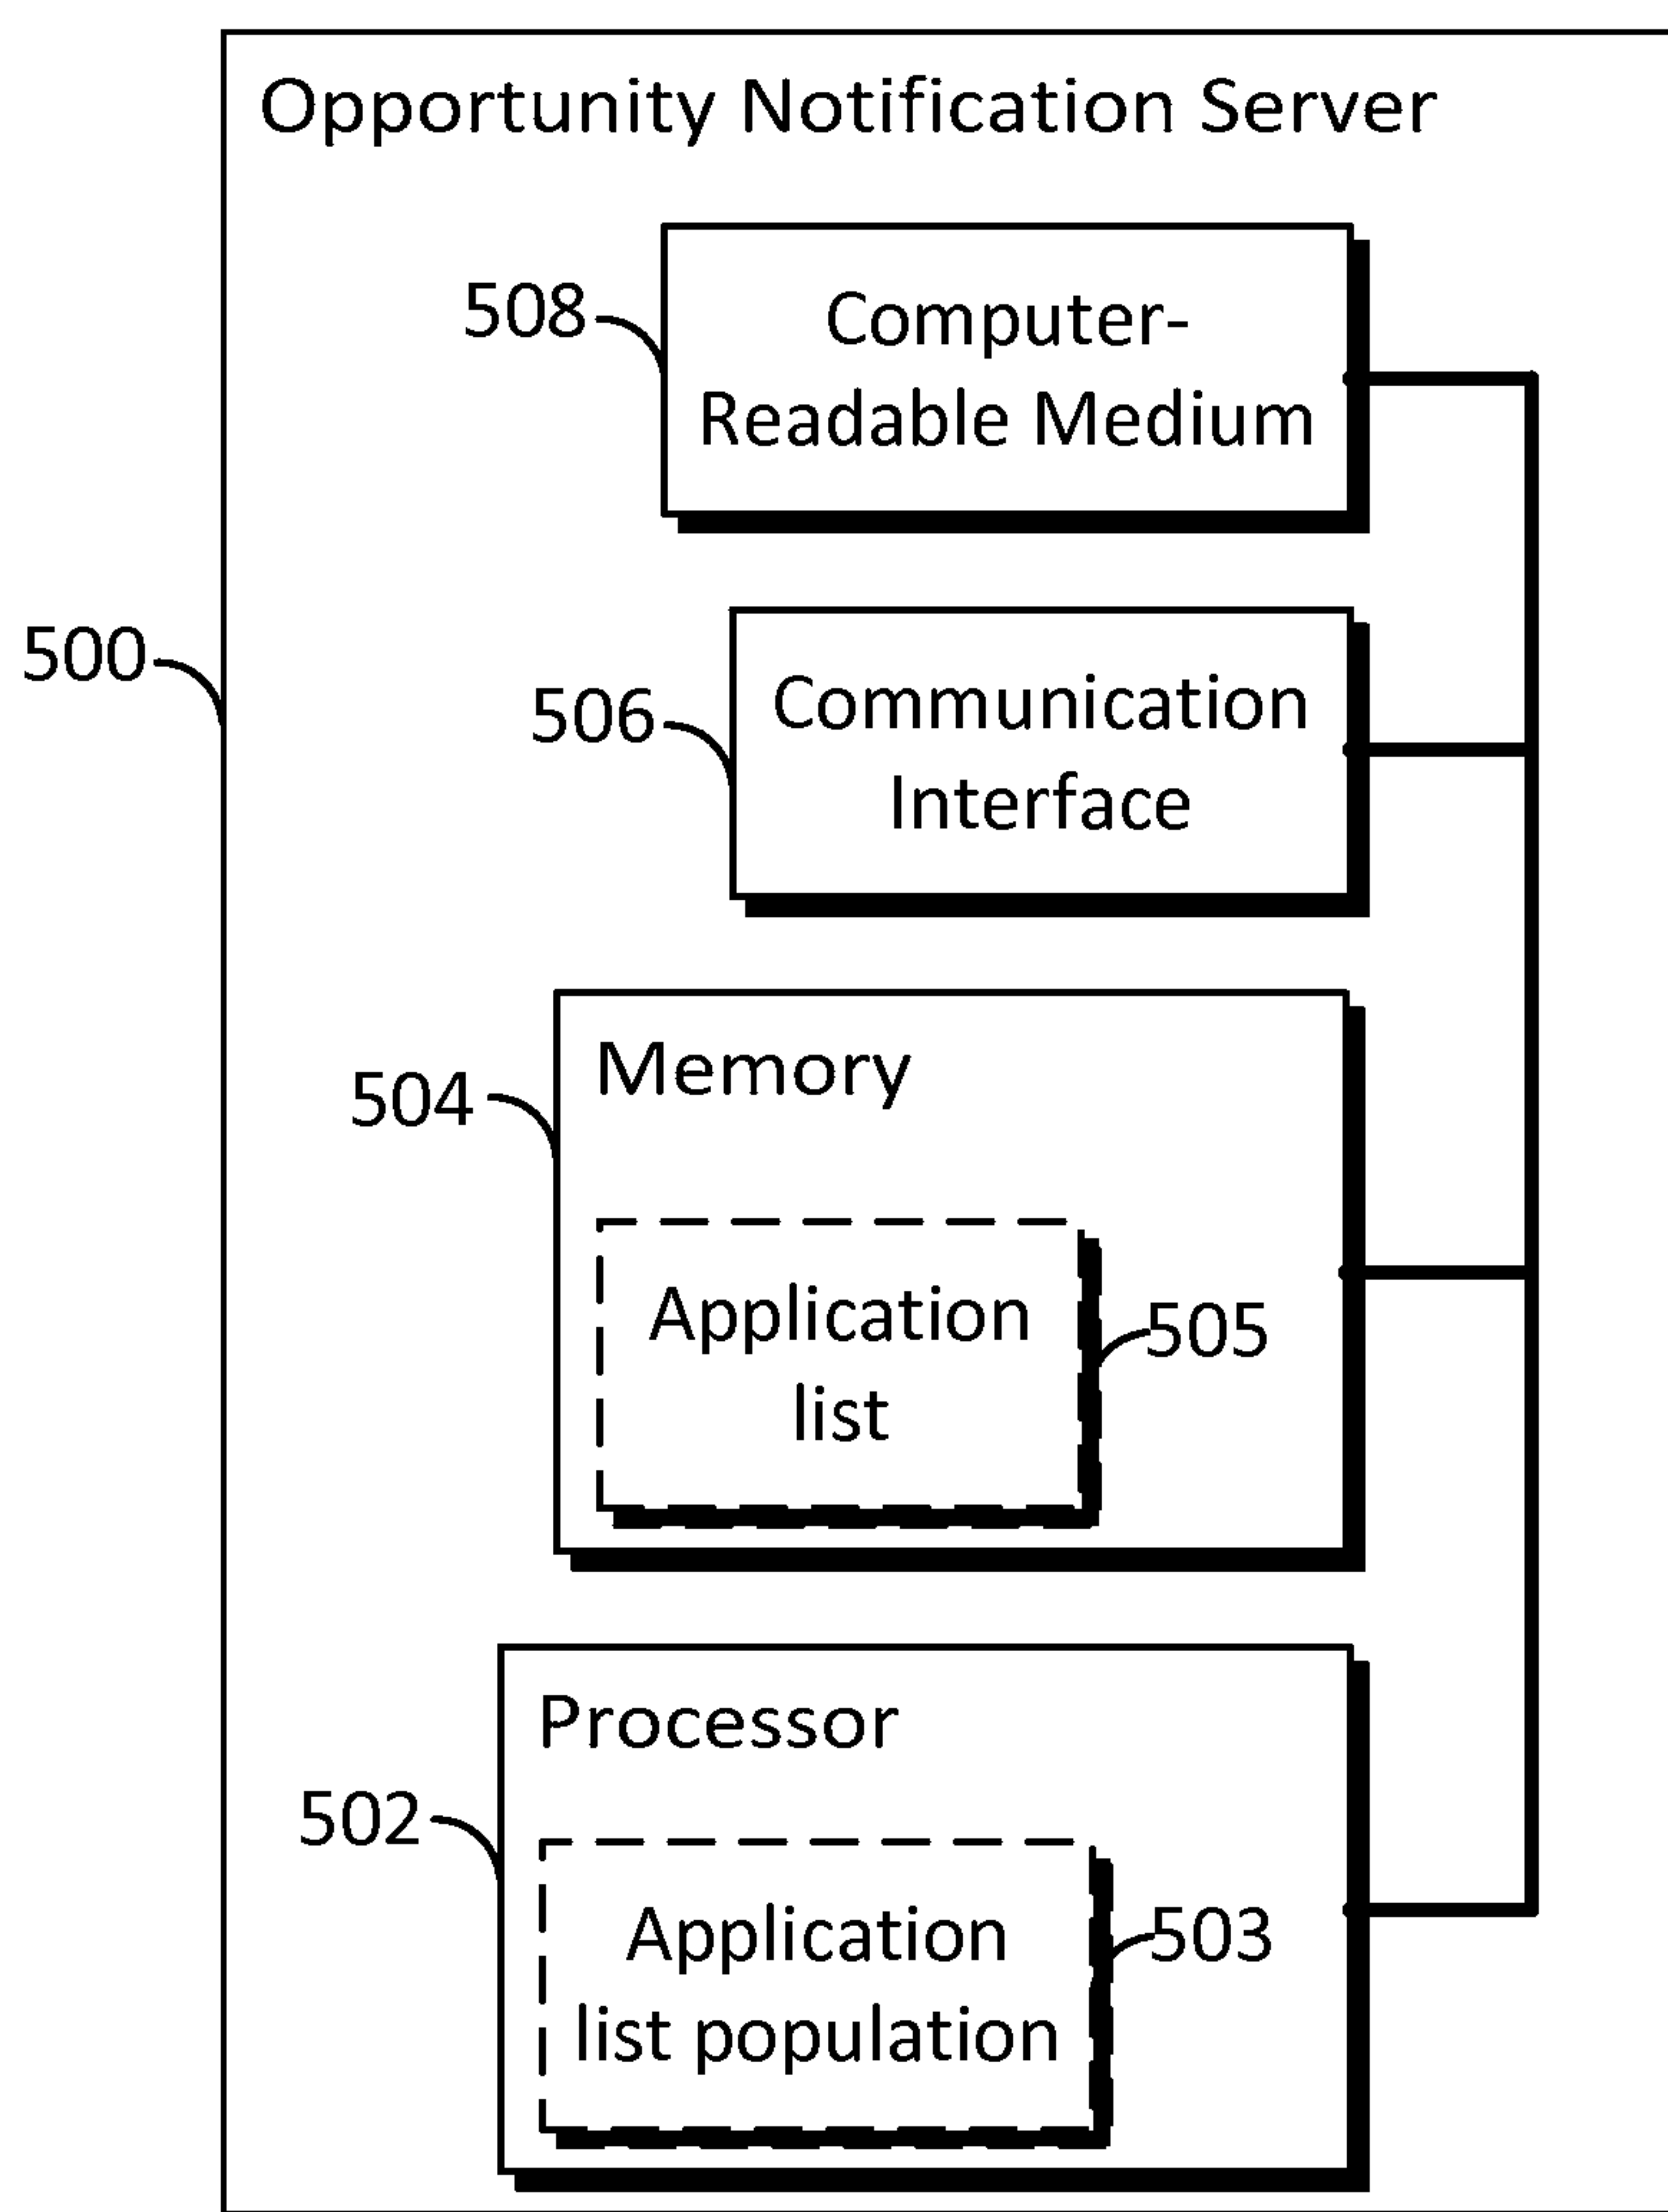 Opportunity Notification Server
508
Computer-
Readable Medium
500
506
Communication
Interface
504
Memory
Application
list
505
Processor
502
Application
list population
503